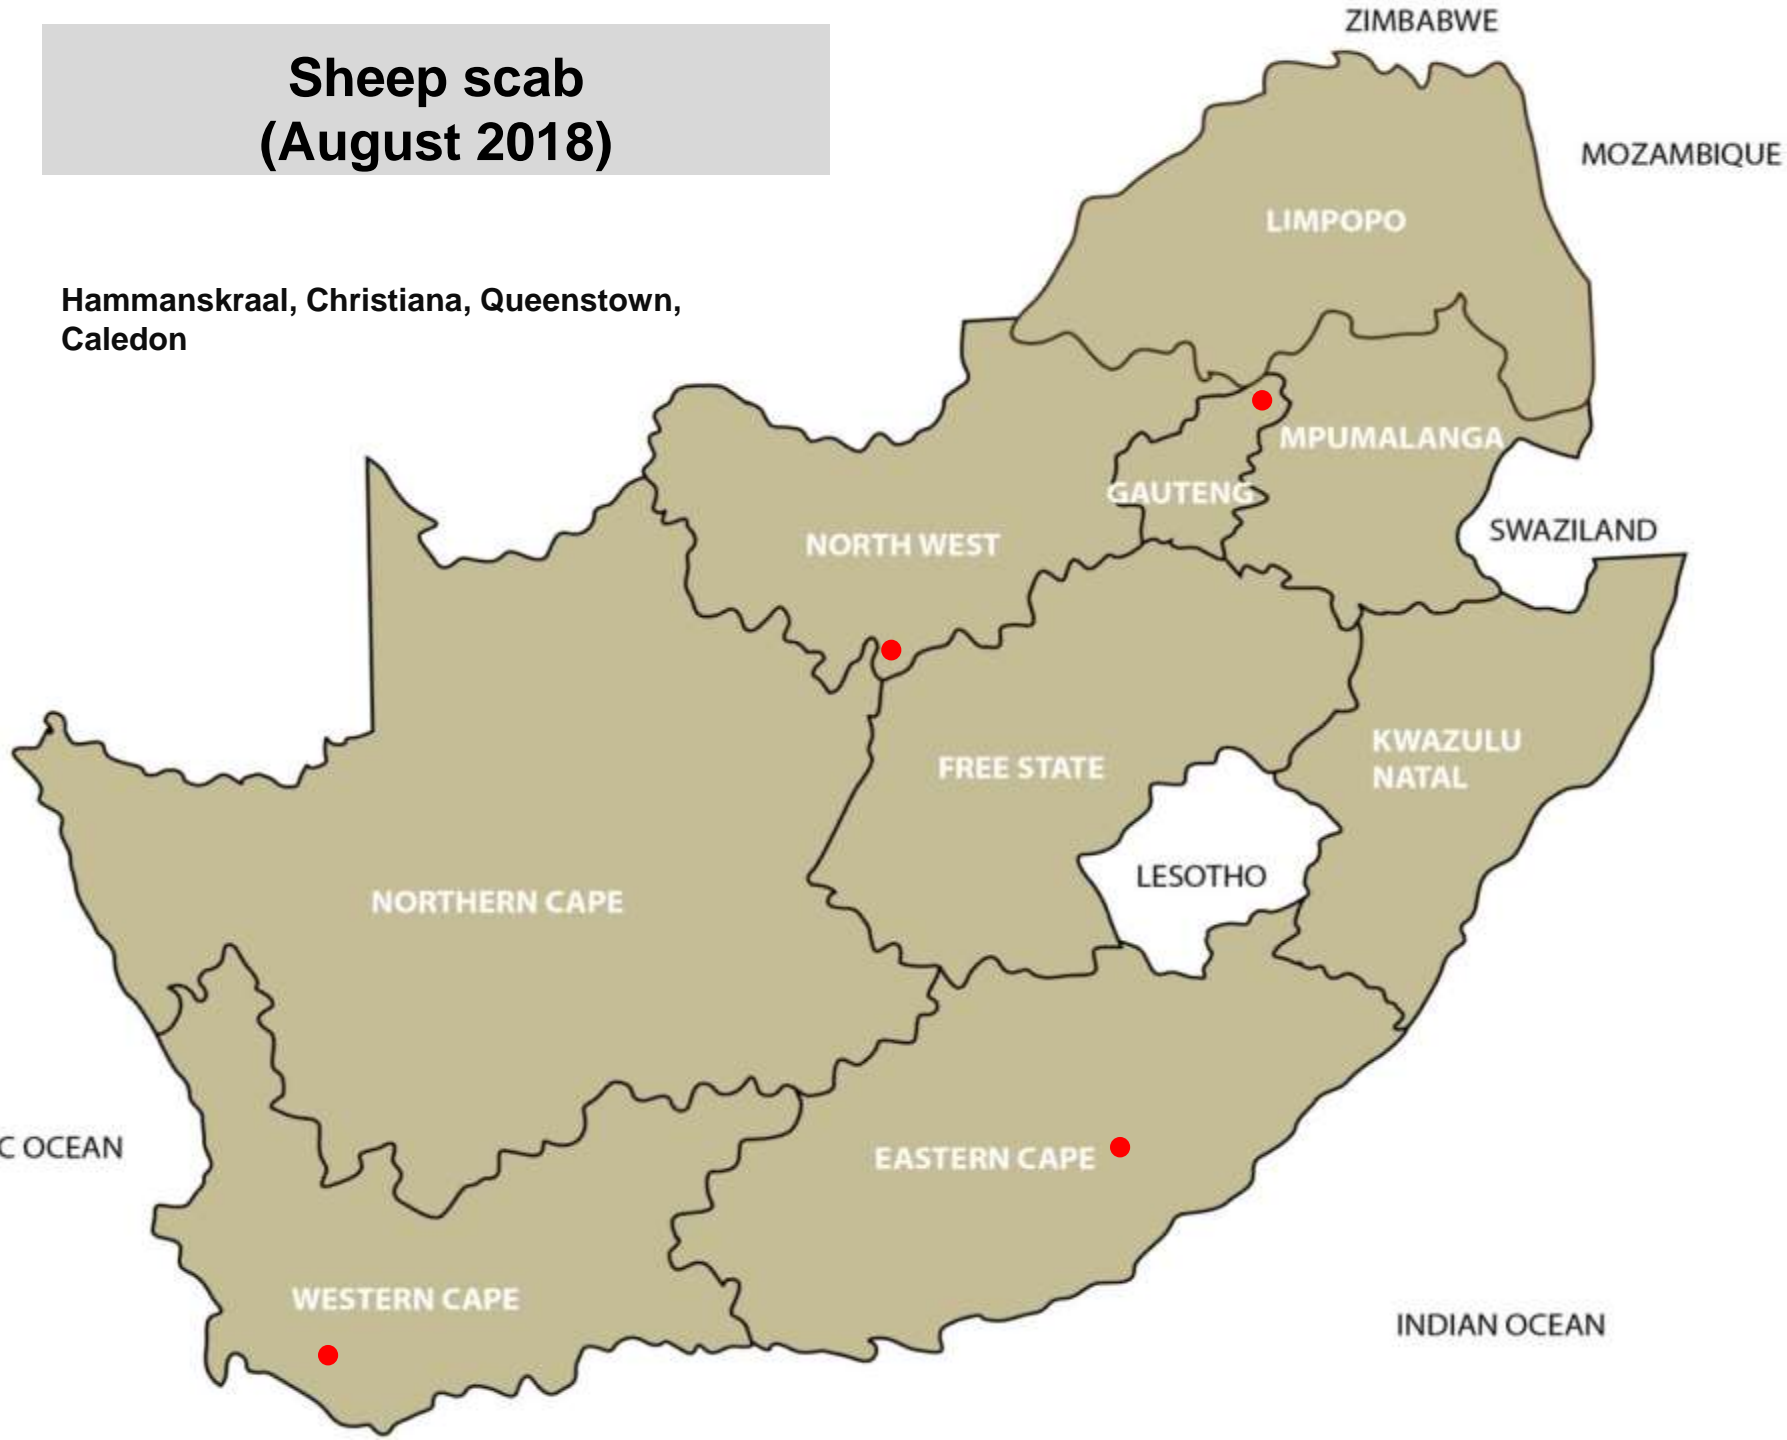 Sheep scab
(August 2018)
Hammanskraal, Christiana, Queenstown,
Caledon
ZIMBABWE
MOZAMBIQUE
LIMPOPO
MPUMALANGA
GAUTENG
SWAZILAND
NORTH WEST
KWAZULU
NATAL
FREE STATE
LESOTHO
NORTHERN CAPE
C OCEAN
EASTERN CAPE
WESTERN CAPE
INDIAN OCEAN